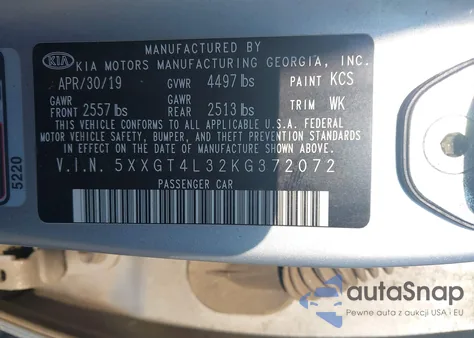 MANUFACTURED BY
KIA KIA MOTORS MANUFACTURING GEORGIA, INC.
APR/30/19 GVWR 4497 lbs PAINT KCS
GAWR FRONT 2557 lbs GAWR REAR 2513 lbs TRIM WK
THIS VEHICLE CONFORMS TO ALL APPLICABLE U.S. FEDERAL
MOTOR VEHICLE SAFETY, BUMPER, AND THEFT PREVENTION STANDARDS
IN EFFECT ON THE DATE OF MANUFACTURE SHOWN ABOVE.
V.I.N. 5XXGT4L32KG372072
PASSENGER CAR
5220
autoSnap
Pewne auta z aukcji USA i EU